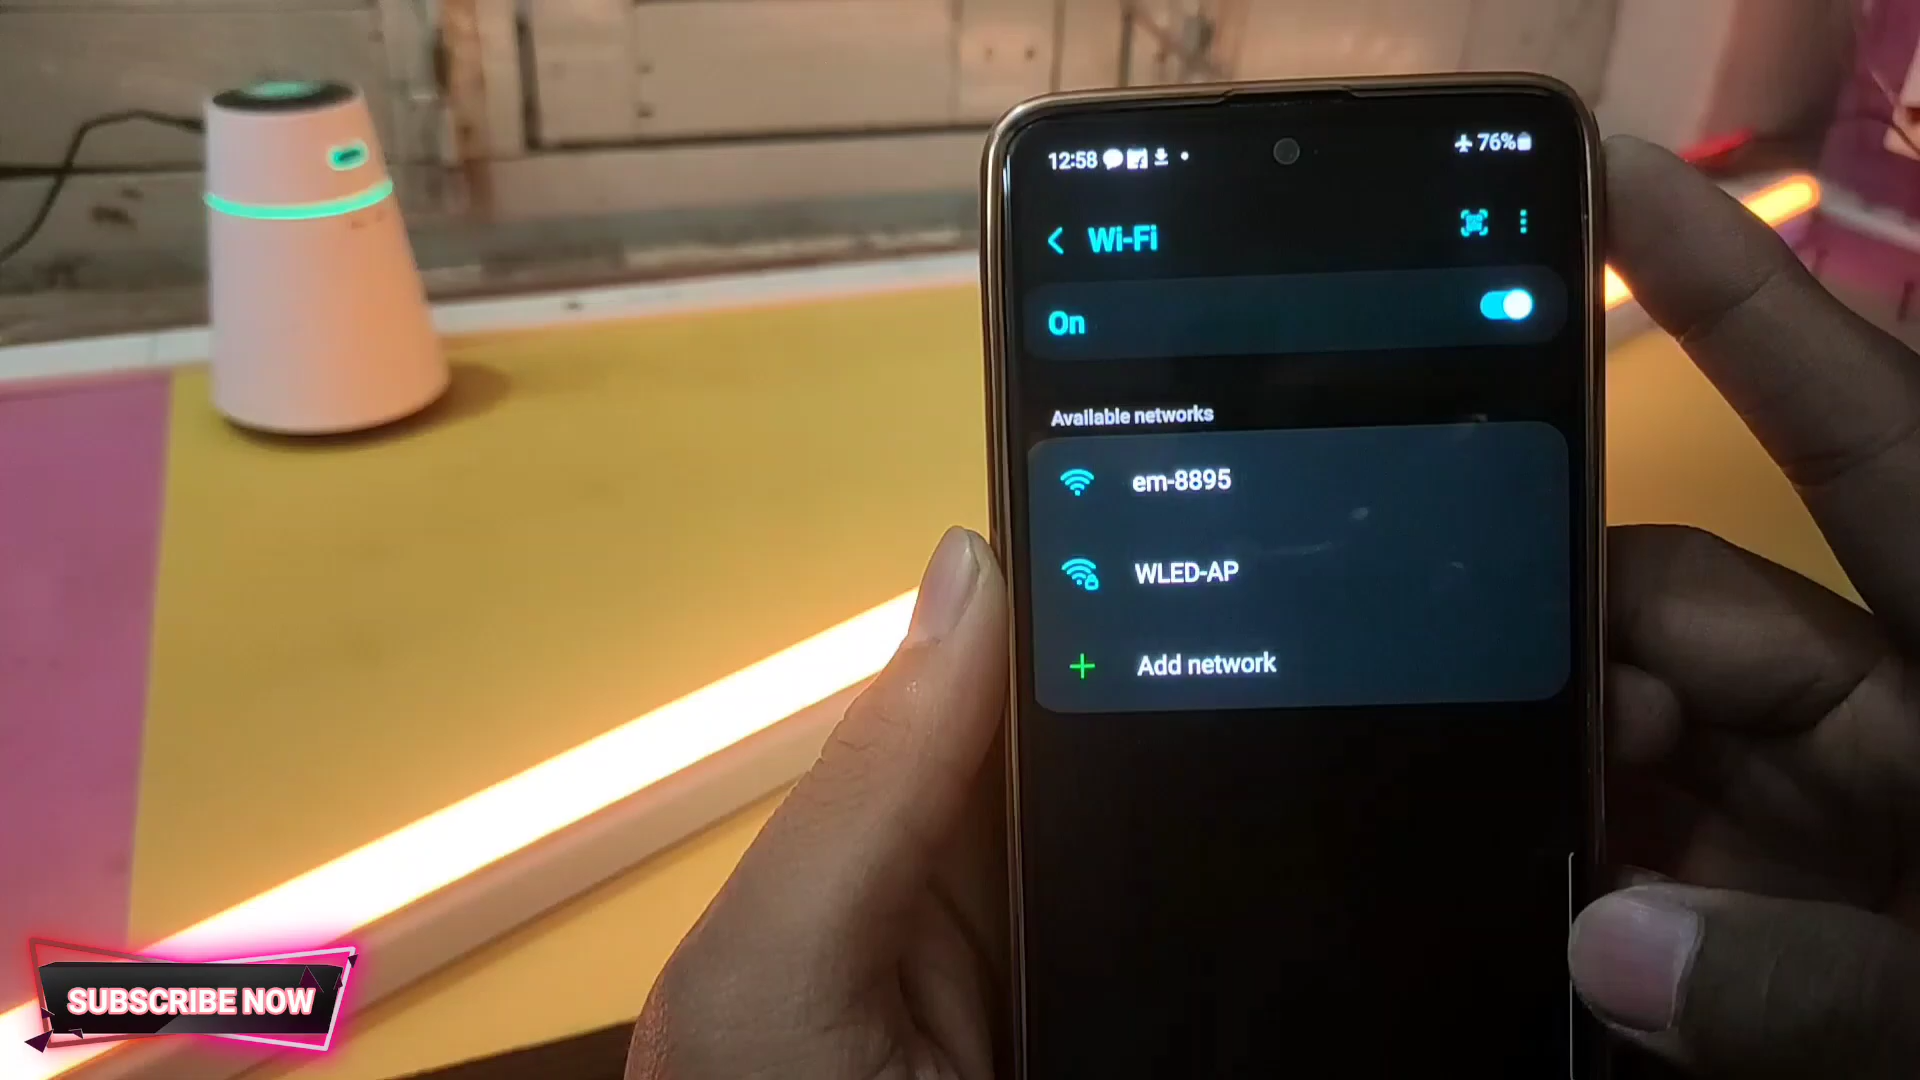 12:58
76%
Wi-Fi
On
Available networks
em-8895
WLED-AP
Add network
SUBSCRIBE NOW